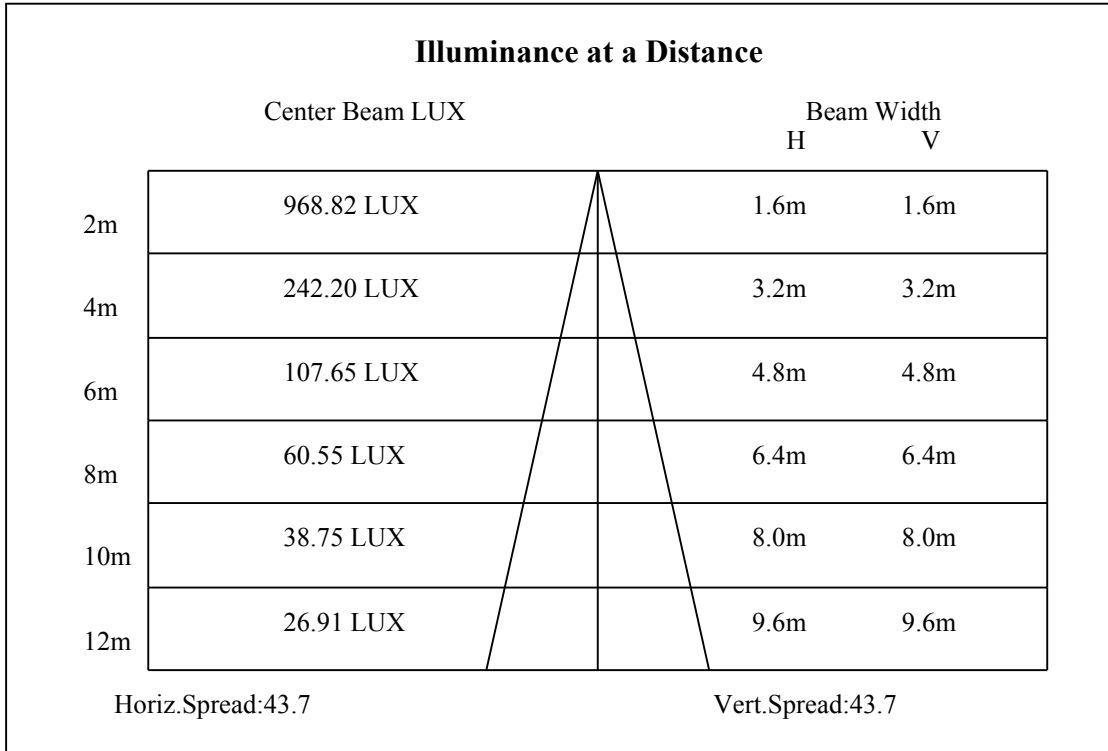 Illuminance at a Distance
Center Beam LUX Beam Width
H V
2m 968.82 LUX 1.6m 1.6m
4m 242.20 LUX 3.2m 3.2m
6m 107.65 LUX 4.8m 4.8m
8m 60.55 LUX 6.4m 6.4m
10m 38.75 LUX 8.0m 8.0m
12m 26.91 LUX 9.6m 9.6m
Horiz.Spread:43.7 Vert.Spread:43.7